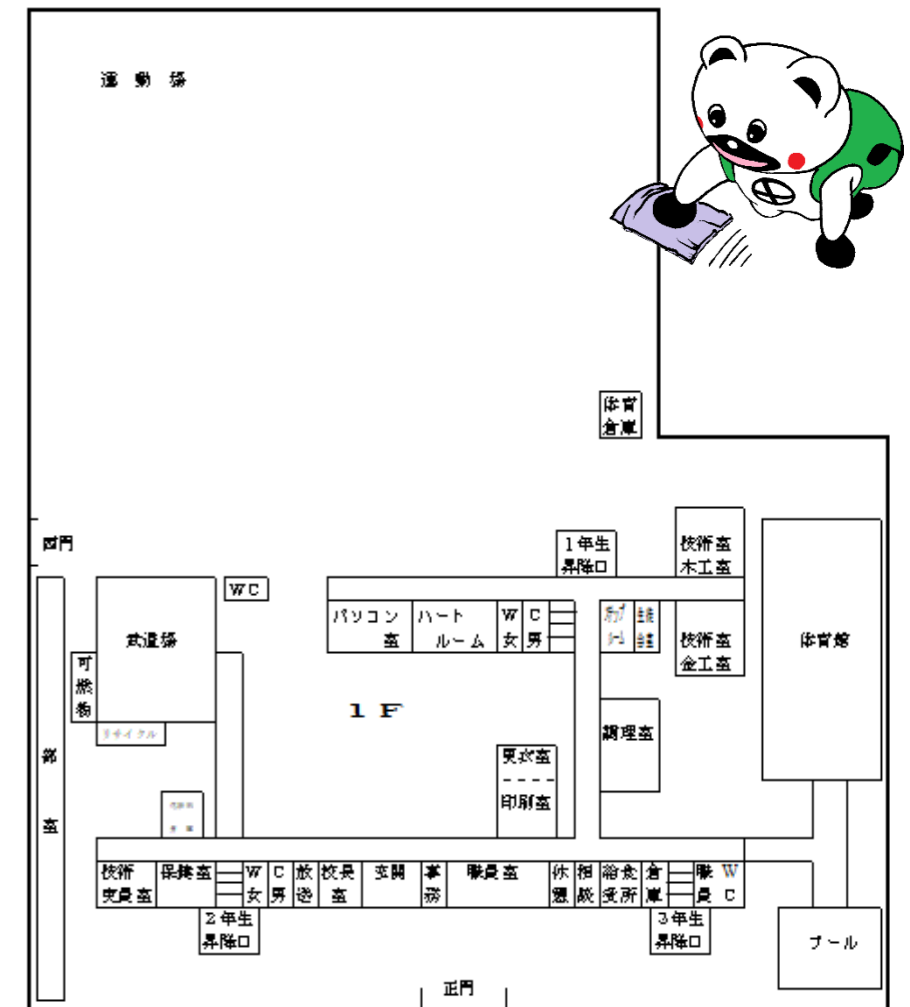 運動場
体育
倉庫
西門
1年生
昇降口
技術室
木工室
WC
パソコン
室
ハート
ルーム
W C
女 男
生徒
会室
武道場
技術室
金工室
体育館
可
燃
物
1F
リサイクル
調理室
部
室
更衣室
印刷室
技術
吏員室
保健室
W C
女 男
放
送
校長
室
玄関
事
務
職員室
休
憩
相
談
給食
受所
倉
庫
職 W
員 C
2年生
昇降口
3年生
昇降口
プール
正門